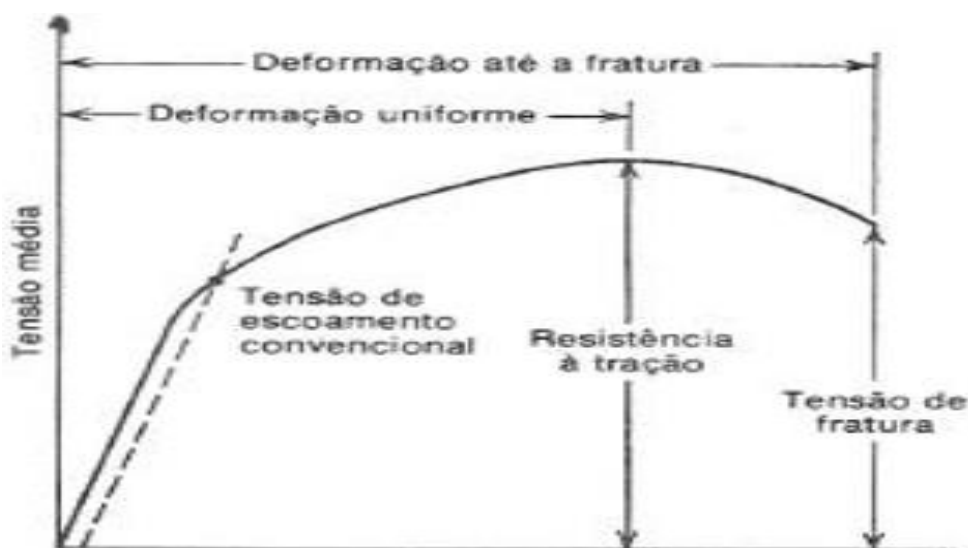 Deformação até a fratura
Deformação uniforme
Tensão média
Tensão de
escoamento
convencional
Resistência
à tração
Tensão de
fratura